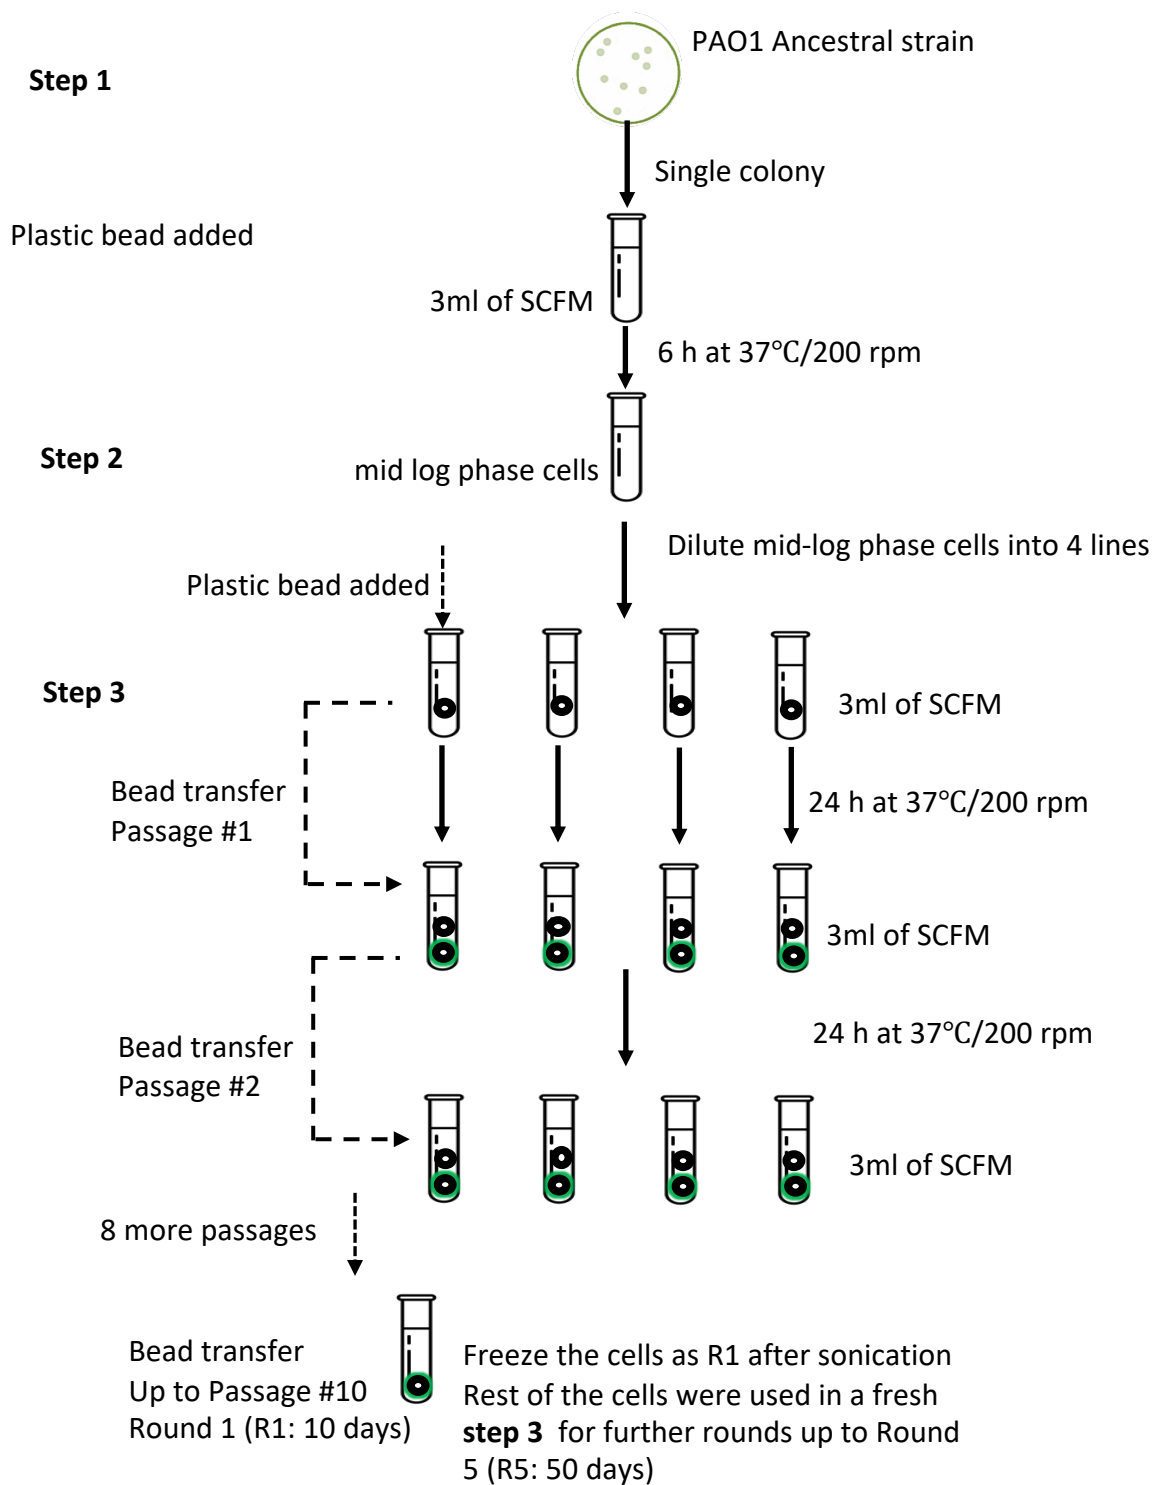 PAO1 Ancestral strain
Step 1
Single colony
Plastic bead added
3ml of SCFM
6 h at 37℃/200 rpm
Step 2
mid log phase cells
Dilute mid-log phase cells into 4 lines
Plastic bead added
Step 3
3ml of SCFM
Bead transfer
Passage #1
24 h at 37℃/200 rpm
3ml of SCFM
Bead transfer
Passage #2
24 h at 37℃/200 rpm
3ml of SCFM
8 more passages
Bead transfer
Up to Passage #10
Round 1 (R1: 10 days)
Freeze the cells as R1 after sonication
Rest of the cells were used in a fresh
step 3 for further rounds up to Round
5 (R5: 50 days)